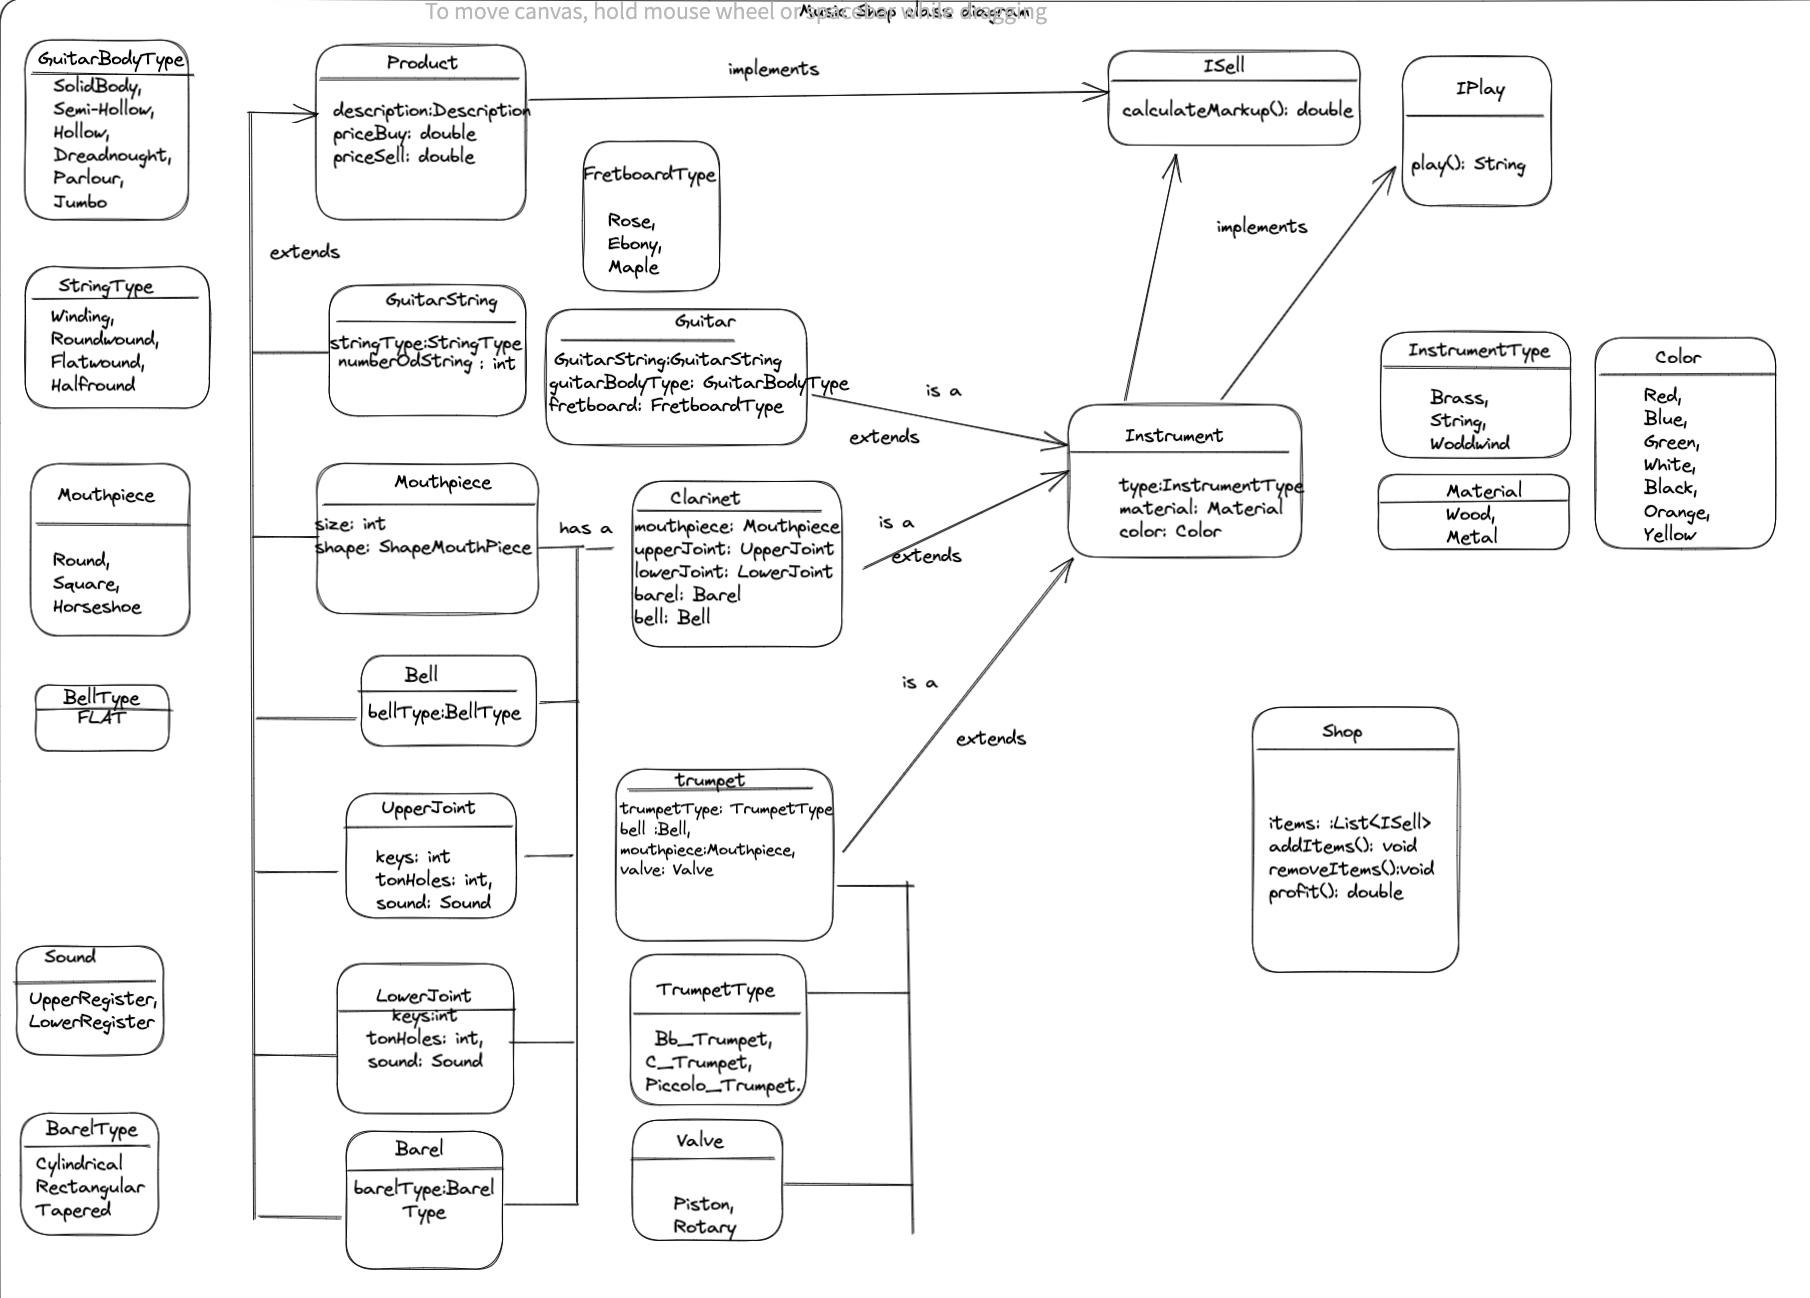 To move canvas, hold mouse wheel or spacebar while dragging
Music Shop class diagram
GuitarBodyType
SolidBody,
Semi-Hollow,
Hollow,
Dreadnought,
Parlour,
Jumbo
Product
description:Description
priceBuy: double
priceSell: double
implements
ISell
calculateMarkup(): double
IPlay
play(): String
FretboardType
Rose,
Ebony,
Maple
implements
extends
StringType
Winding,
Roundwound,
Flatwound,
Halfround
GuitarString
stringType:StringType
numberOdString : int
Guitar
GuitarString:GuitarString
guitarBodyType: GuitarBodyType
fretboard: FretboardType
is a
extends
Instrument
type:InstrumentType
material: Material
color: Color
InstrumentType
Brass,
String,
Woddwind
Color
Red,
Blue,
Green,
White,
Black,
Orange,
Yellow
Material
Wood,
Metal
Mouthpiece
Round,
Square,
Horseshoe
Mouthpiece
size: int
shape: ShapeMouthPiece
has a
Clarinet
mouthpiece: Mouthpiece
upperJoint: UpperJoint
lowerJoint: LowerJoint
barel: Barel
bell: Bell
is a
extends
BellType
FLAT
Bell
bellType:BellType
is a
extends
Shop
items: :List<ISell>
addItems(): void
removeItems():void
profit(): double
UpperJoint
keys: int
tonHoles: int,
sound: Sound
trumpet
trumpetType: TrumpetType
bell :Bell,
mouthpiece:Mouthpiece,
valve: Valve
Sound
UpperRegister,
LowerRegister
LowerJoint
keys:int
tonHoles: int,
sound: Sound
TrumpetType
Bb_Trumpet,
C_Trumpet,
Piccolo_Trumpet.
BarelType
Cylindrical
Rectangular
Tapered
Barel
barelType:Barel
Type
Valve
Piston,
Rotary